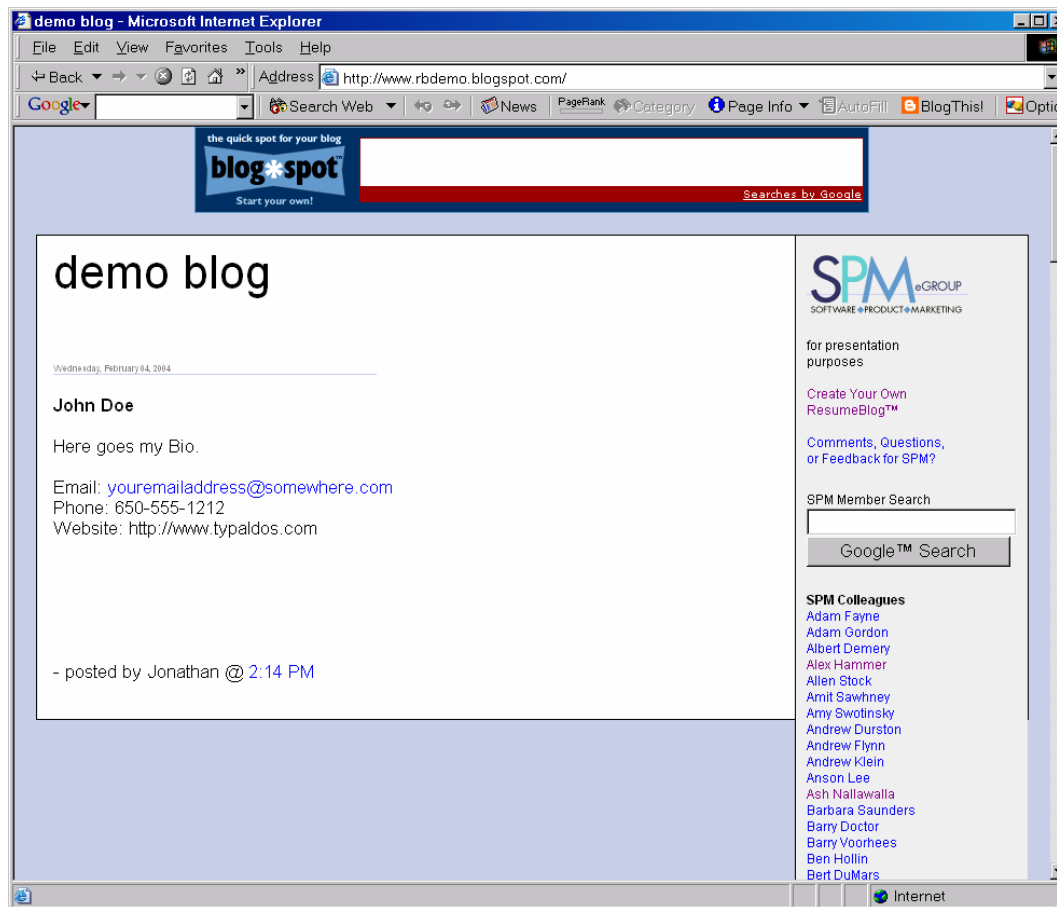 demo blog - Microsoft Internet Explorer
File Edit View Favorites Tools Help
Back » Address http://www.rbdemo.blogspot.com/
Google Search Web News PageRank Category Page Info AutoFill BlogThis! Optic
the quick spot for your blog
blog*spot™
Start your own!
Searches by Google
demo blog
Wednesday, February 04, 2004
John Doe
Here goes my Bio.
Email: youremailaddress@somewhere.com
Phone: 650-555-1212
Website: http://www.typaldos.com
- posted by Jonathan @ 2:14 PM
SPM eGROUP
SOFTWARE◆PRODUCT◆MARKETING
for presentation
purposes
Create Your Own
ResumeBlog™
Comments, Questions,
or Feedback for SPM?
SPM Member Search
Google™ Search
SPM Colleagues
Adam Fayne
Adam Gordon
Albert Demery
Alex Hammer
Allen Stock
Amit Sawhney
Amy Swotinsky
Andrew Durston
Andrew Flynn
Andrew Klein
Anson Lee
Ash Nallawalla
Barbara Saunders
Barry Doctor
Barry Voorhees
Ben Hollin
Bert DuMars
Internet